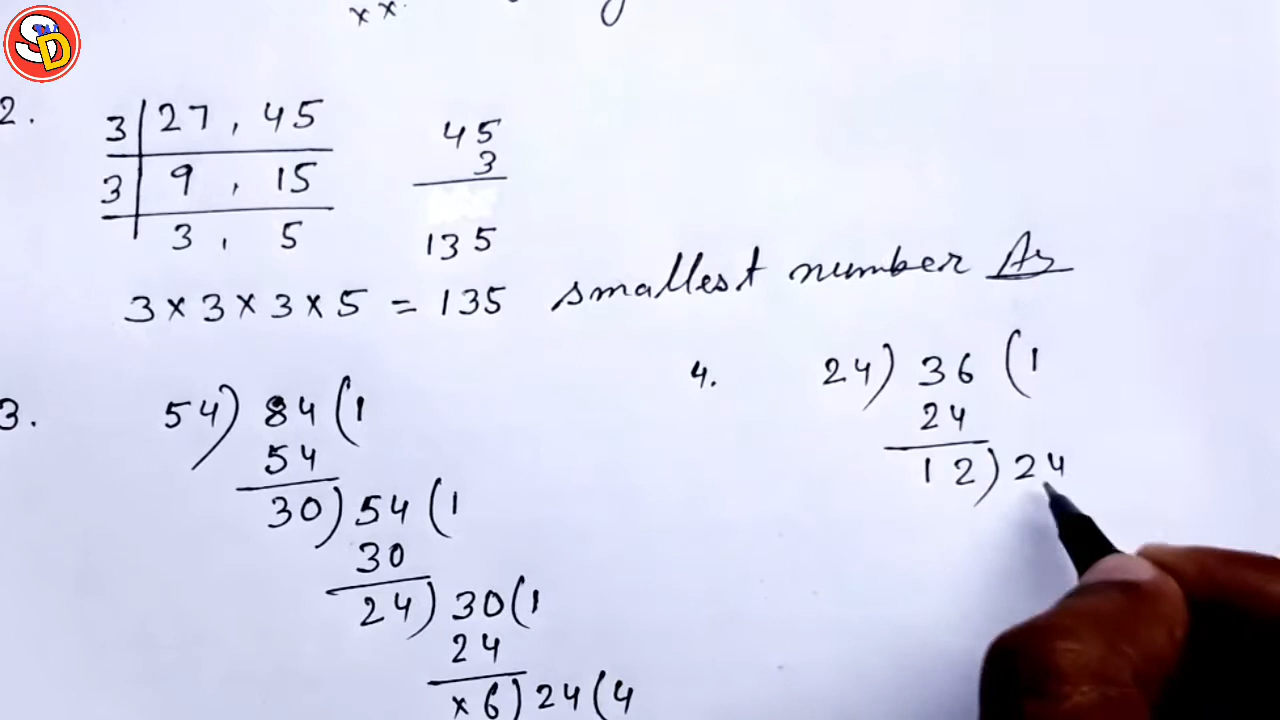 SD
××
2.
3 | 27 , 45
3 | 9 , 15
3 , 5
45
3
135
3 × 3 × 3 × 5 = 135 smallest number As
3.
54 ) 84 ( 1
54
30 ) 54 ( 1
30
24 ) 30 ( 1
24
× 6 ) 24 ( 4
4.
24 ) 36 ( 1
24
12 ) 24